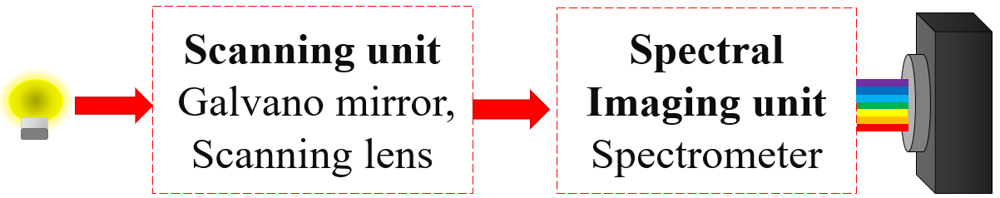 Scanning unit
Galvano mirror,
Scanning lens
Spectral
Imaging unit
Spectrometer